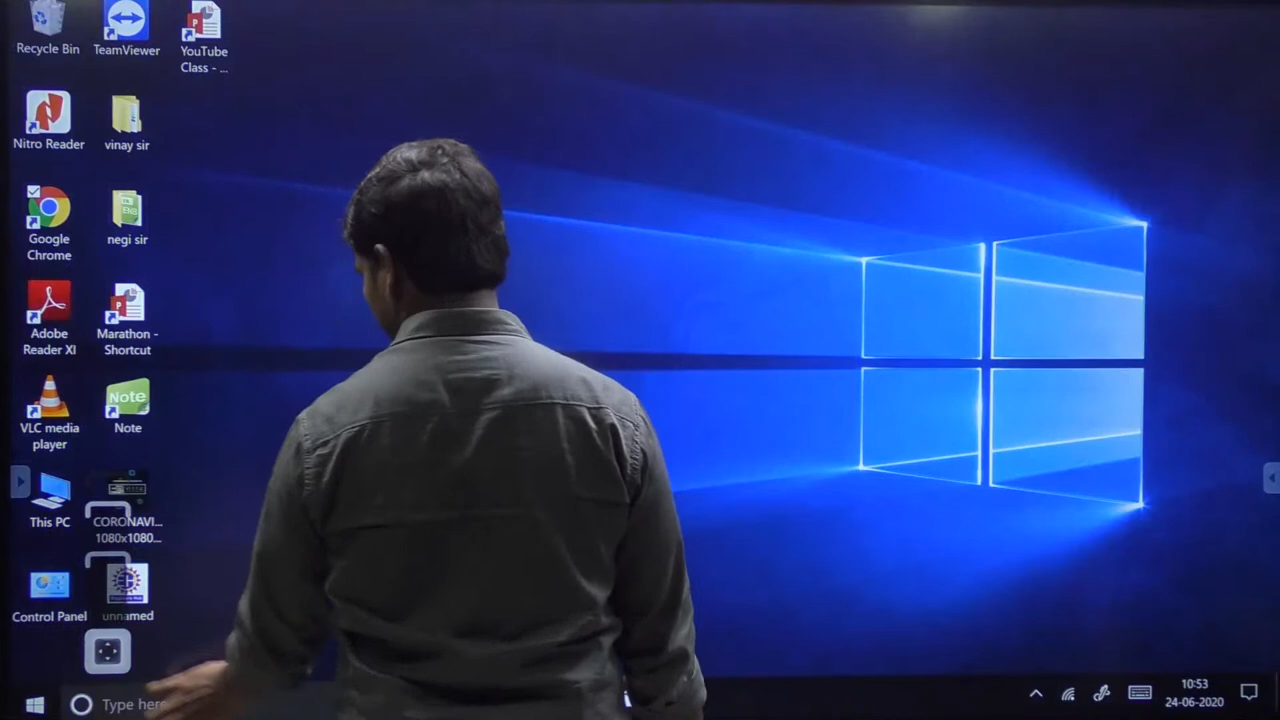 Recycle Bin
TeamViewer
YouTube
Class - ...
Nitro Reader
vinay sir
Google
Chrome
negi sir
Adobe
Reader XI
Marathon -
Shortcut
VLC media
player
Note
Note
This PC
CORONAVI...
1080x1080...
Control Panel
unnamed
Type here
10:53
24-06-2020